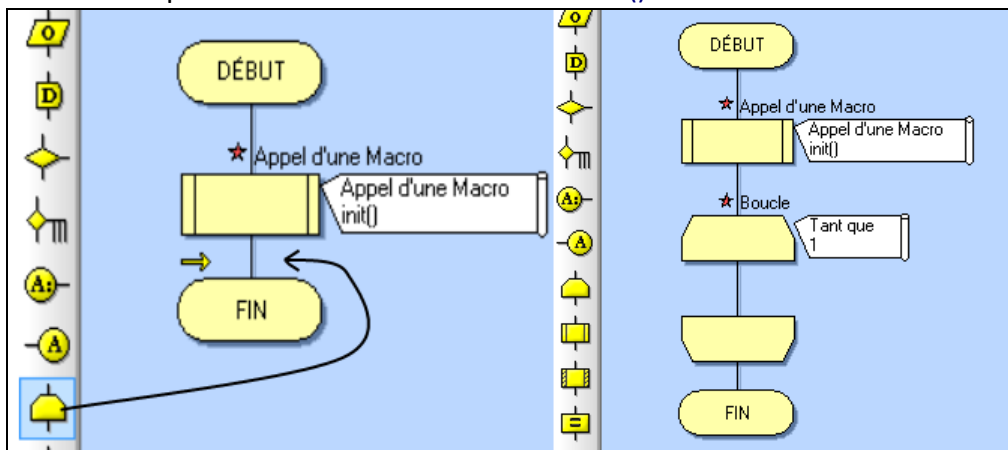 ()
O
D
A:
A
DÉBUT
Appel d'une Macro
Appel d'une Macro
init()
FIN
O
D
A:
A
DÉBUT
Appel d'une Macro
Appel d'une Macro
init()
Boucle
Tant que
1
FIN